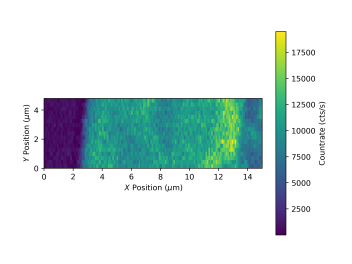 17500
15000
12500
10000
7500
5000
2500
Countrate (cts/s)
4
2
0
Y Position (μm)
0 2 4 6 8 10 12 14
X Position (μm)